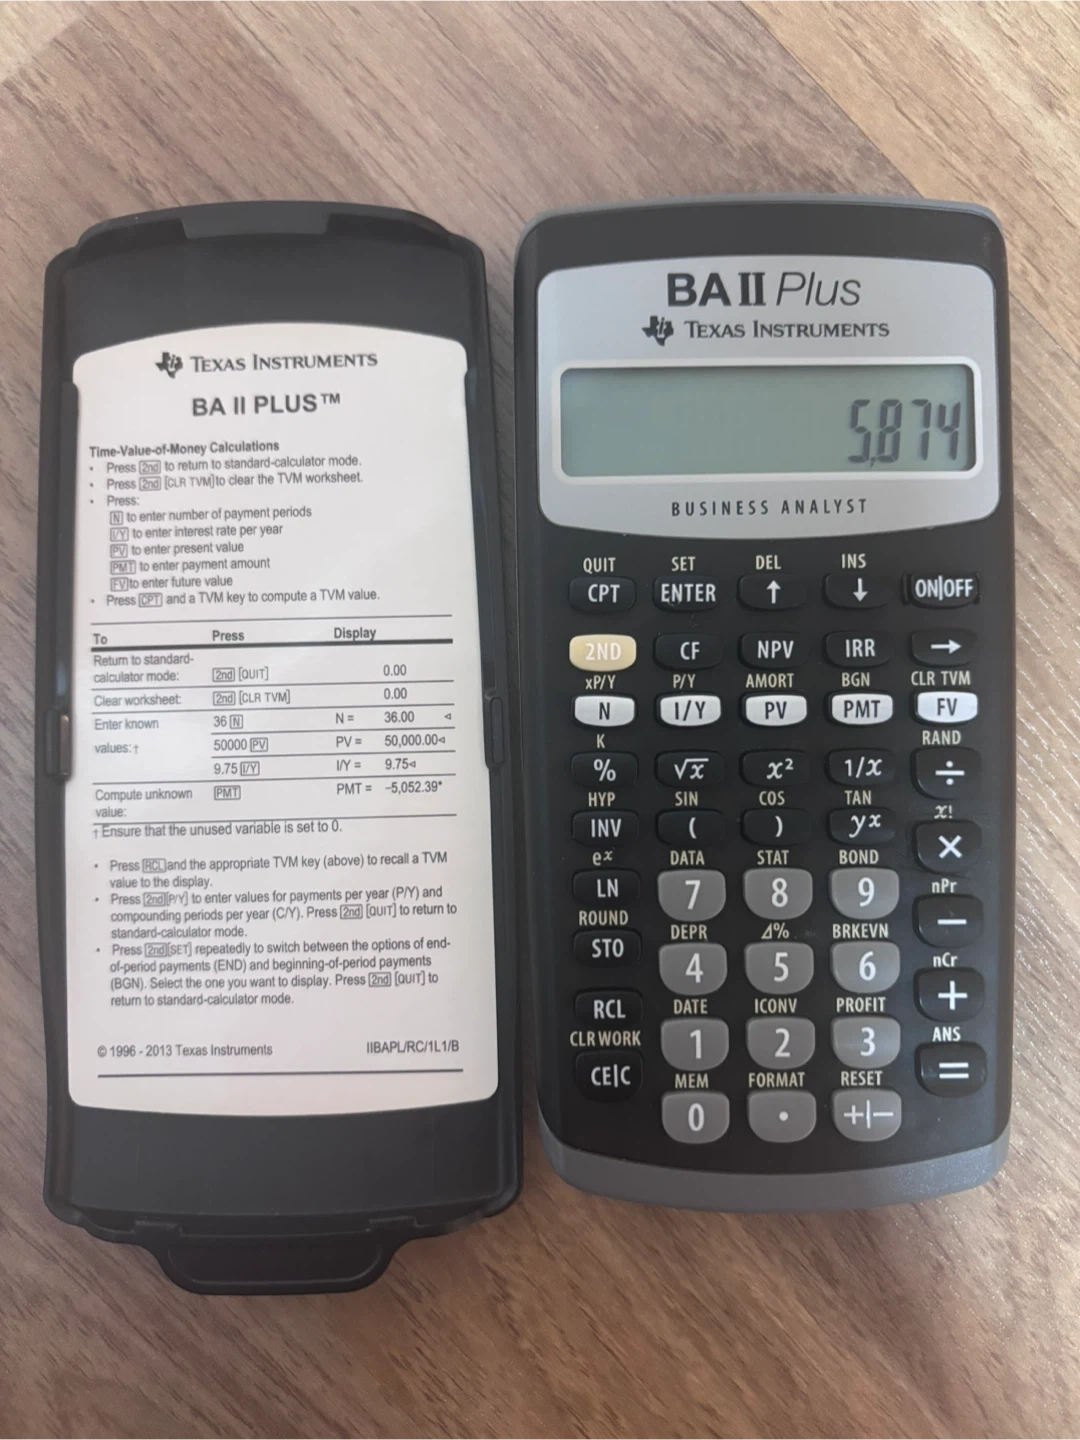 TEXAS INSTRUMENTS
BA II PLUS™
Time-Value-of-Money Calculations
• Press 2nd to return to standard-calculator mode.
• Press 2nd [CLR TVM]to clear the TVM worksheet.
• Press:
N to enter number of payment periods
I/Y to enter interest rate per year
PV to enter present value
PMT to enter payment amount
FV to enter future value
• Press CPT and a TVM key to compute a TVM value.
To Press Display
Return to standard-
calculator mode: 2nd [QUIT] 0.00
Clear worksheet: 2nd [CLR TVM] 0.00
Enter known 36 N N = 36.00 ◁
values: † 50000 PV PV = 50,000.00◁
9.75 I/Y I/Y = 9.75◁
Compute unknown PMT PMT = -5,052.39*
value:
† Ensure that the unused variable is set to 0.
• Press RCL and the appropriate TVM key (above) to recall a TVM
value to the display.
• Press 2nd[P/Y] to enter values for payments per year (P/Y) and
compounding periods per year (C/Y). Press 2nd [QUIT] to return to
standard-calculator mode.
• Press 2nd[SET] repeatedly to switch between the options of end-
of-period payments (END) and beginning-of-period payments
(BGN). Select the one you want to display. Press 2nd [QUIT] to
return to standard-calculator mode.
© 1996 - 2013 Texas Instruments IIBAPL/RC/1L1/B
BA II Plus
TEXAS INSTRUMENTS
5,874
BUSINESS ANALYST
QUIT SET DEL INS
CPT ENTER ↑ ↓ ON|OFF
2ND CF NPV IRR →
xP/Y P/Y AMORT BGN CLR TVM
N I/Y PV PMT FV
K RAND
% √x x² 1/x ÷
HYP SIN COS TAN x!
INV ( ) yˣ ×
eˣ DATA STAT BOND nPr
LN 7 8 9 −
ROUND DEPR Δ% BRKEVN nCr
STO 4 5 6 +
DATE ICONV PROFIT ANS
RCL 1 2 3 =
CLR WORK MEM FORMAT RESET
CE|C 0 . +|−